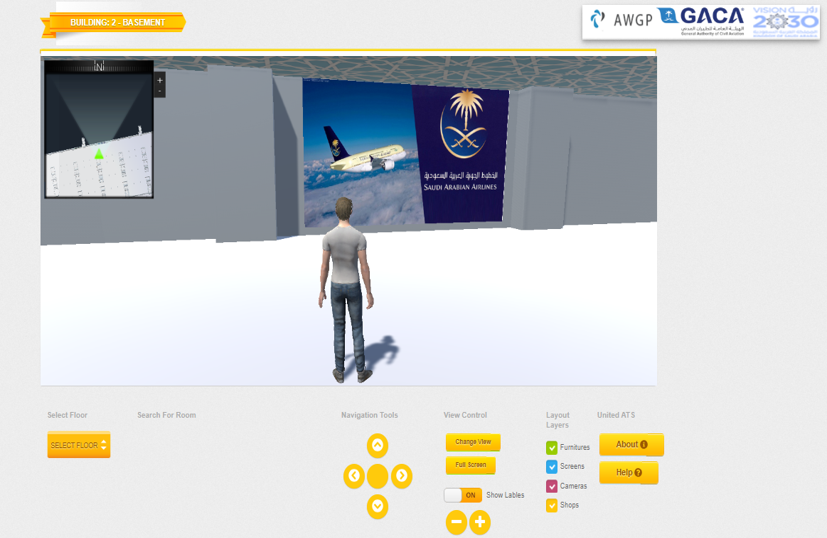 BUILDING: 2 - BASEMENT
AWGP
GACA
الهيئة العامة للطيران المدني
General Authority of Civil Aviation
VISION رؤيـــة
2030
المملكة العربية السعودية
KINGDOM OF SAUDI ARABIA
N
+
-
الخطوط الجوية العربية السعودية
SAUDI ARABIAN AIRLINES
Select Floor
SELECT FLOOR
Search For Room
Navigation Tools
View Control
Change View
Full Screen
ON Show Lables
Layout
Layers
Furnitures
Screens
Cameras
Shops
United ATS
About
Help